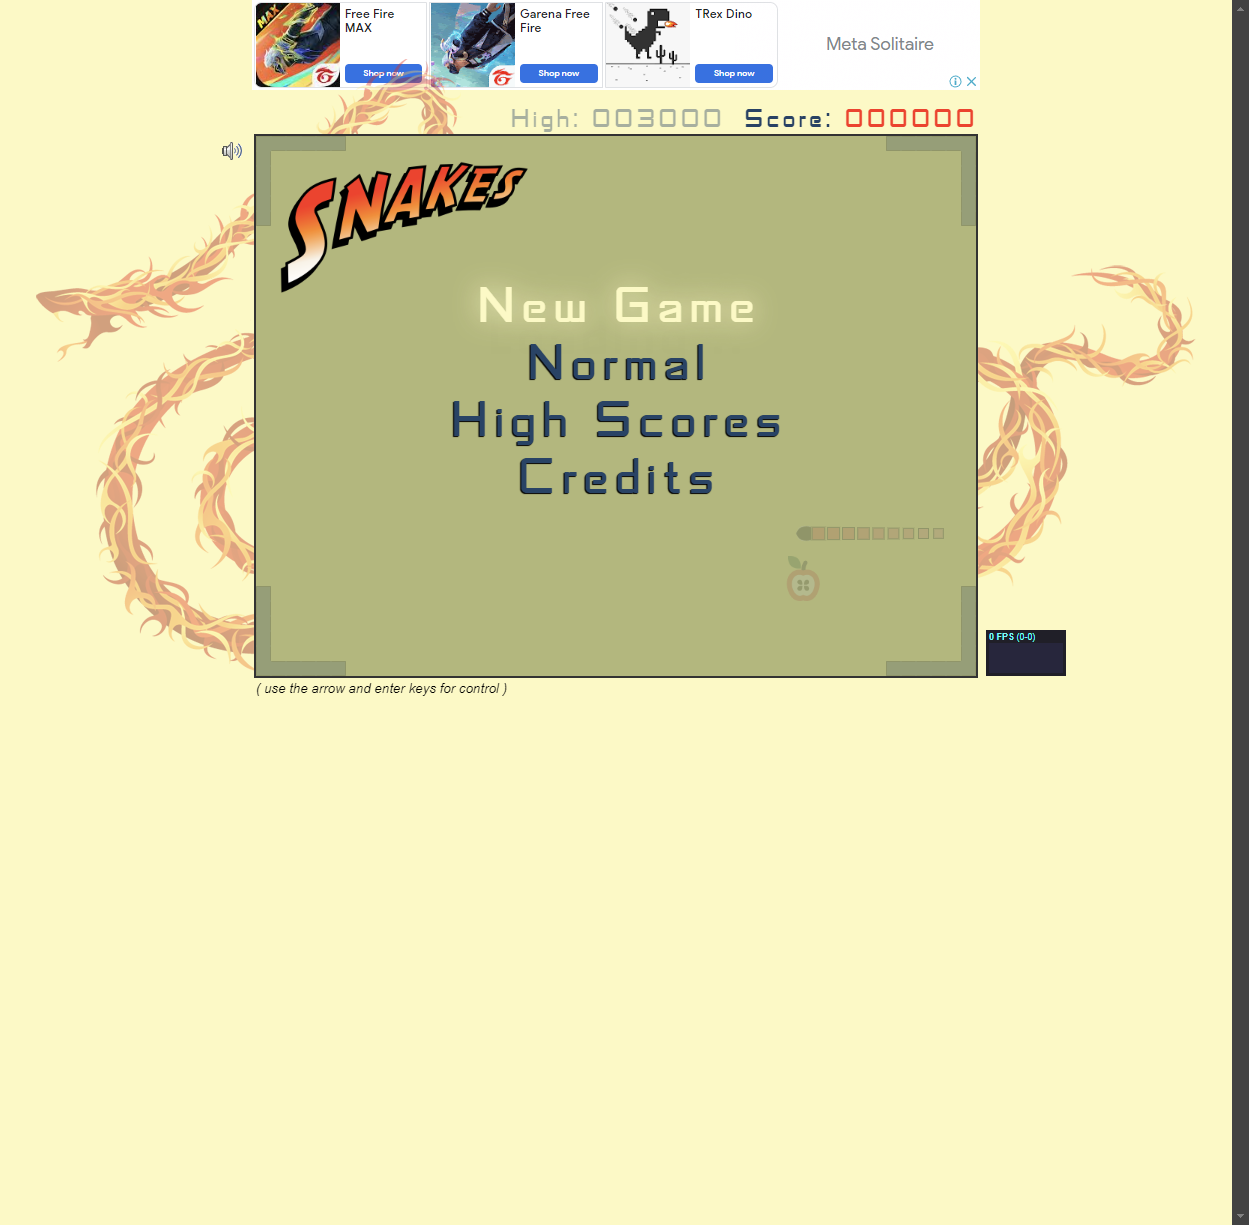 MAX
Free Fire
MAX
Shop now
Garena Free
Fire
Shop now
TRex Dino
Shop now
Meta Solitaire
High: 003000 Score: 000000
SNAKES
New Game
Normal
High Scores
Credits
0 FPS (0-0)
( use the arrow and enter keys for control )